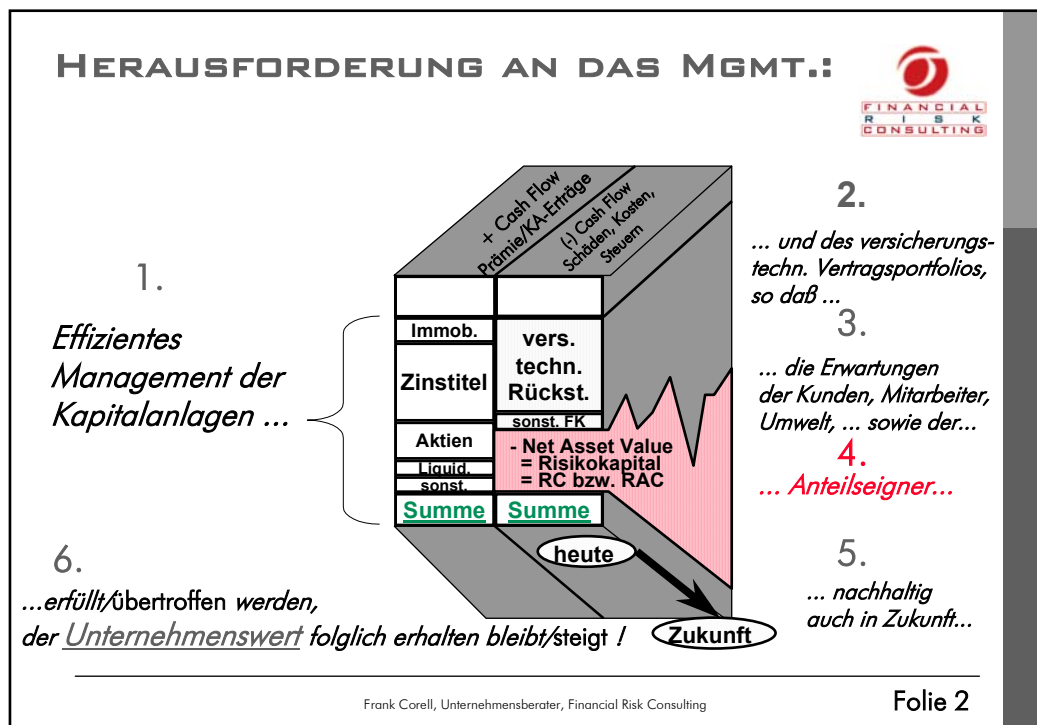 HERAUSFORDERUNG AN DAS MGMT.:
FINANCIAL
RISK
CONSULTING
+ Cash Flow
Prämie/KA-Erträge
(-) Cash Flow
Schäden, Kosten,
Steuern
1.
Effizientes
Management der
Kapitalanlagen ...
Immob.
Zinstitel
Aktien
Liquid.
sonst.
Summe
vers.
techn.
Rückst.
sonst. FK
- Net Asset Value
= Risikokapital
= RC bzw. RAC
Summe
heute
Zukunft
2.
... und des versicherungs-
techn. Vertragsportfolios,
so daß ...
3.
... die Erwartungen
der Kunden, Mitarbeiter,
Umwelt, ... sowie der...
4.
... Anteilseigner...
5.
... nachhaltig
auch in Zukunft...
6.
...erfüllt/übertroffen werden,
der Unternehmenswert folglich erhalten bleibt/steigt !
Frank Corell, Unternehmensberater, Financial Risk Consulting
Folie 2